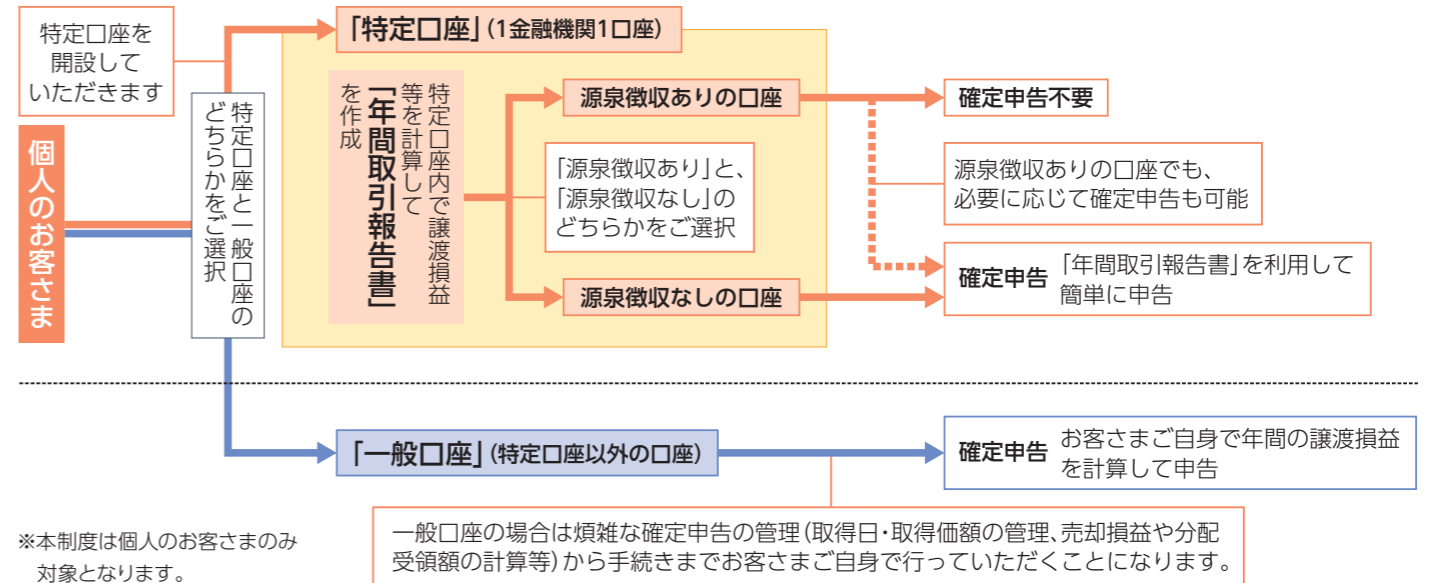 特定口座を
開設して
いただきます
個人のお客さま
特定口座と一般口座の
どちらかをご選択
「特定口座」(1金融機関1口座)
特定口座内で譲渡損益
等を計算して
「年間取引報告書」
を作成
源泉徴収ありの口座
「源泉徴収あり」と、
「源泉徴収なし」の
どちらかをご選択
源泉徴収なしの口座
確定申告不要
源泉徴収ありの口座でも、
必要に応じて確定申告も可能
確定申告 「年間取引報告書」を利用して
簡単に申告
「一般口座」(特定口座以外の口座)
確定申告 お客さまご自身で年間の譲渡損益
を計算して申告
一般口座の場合は煩雑な確定申告の管理(取得日・取得価額の管理、売却損益や分配
受領額の計算等)から手続きまでお客さまご自身で行っていただくことになります。
※本制度は個人のお客さまのみ
対象となります。